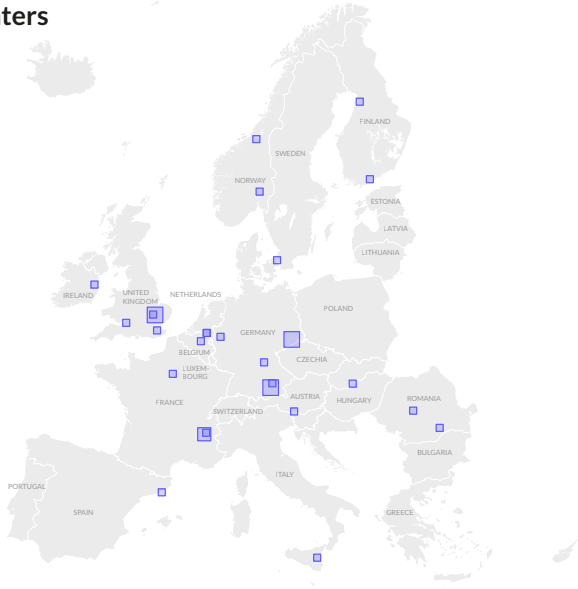 ters
FINLAND
SWEDEN
NORWAY
ESTONIA
LATVIA
LITHUANIA
IRELAND
UNITED
KINGDOM
NETHERLANDS
POLAND
GERMANY
BELGIUM
CZECHIA
LUXEM-
BOURG
FRANCE
SWITZERLAND
AUSTRIA
HUNGARY
ROMANIA
BULGARIA
ITALY
PORTUGAL
SPAIN
GREECE